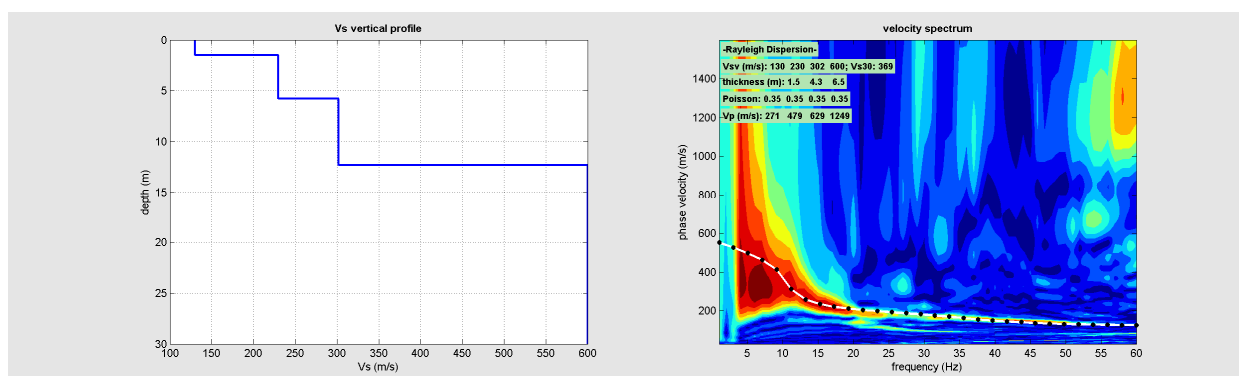 Vs vertical profile
0
5
10
15
20
25
30
depth (m)
100 150 200 250 300 350 400 450 500 550 600
Vs (m/s)
velocity spectrum
-Rayleigh Dispersion-
Vsv (m/s): 130 230 302 600; Vs30: 369
thickness (m): 1.5 4.3 6.5
Poisson: 0.35 0.35 0.35 0.35
Vp (m/s): 271 479 629 1249
1400
1200
1000
800
600
400
200
phase velocity (m/s)
5 10 15 20 25 30 35 40 45 50 55 60
frequency (Hz)